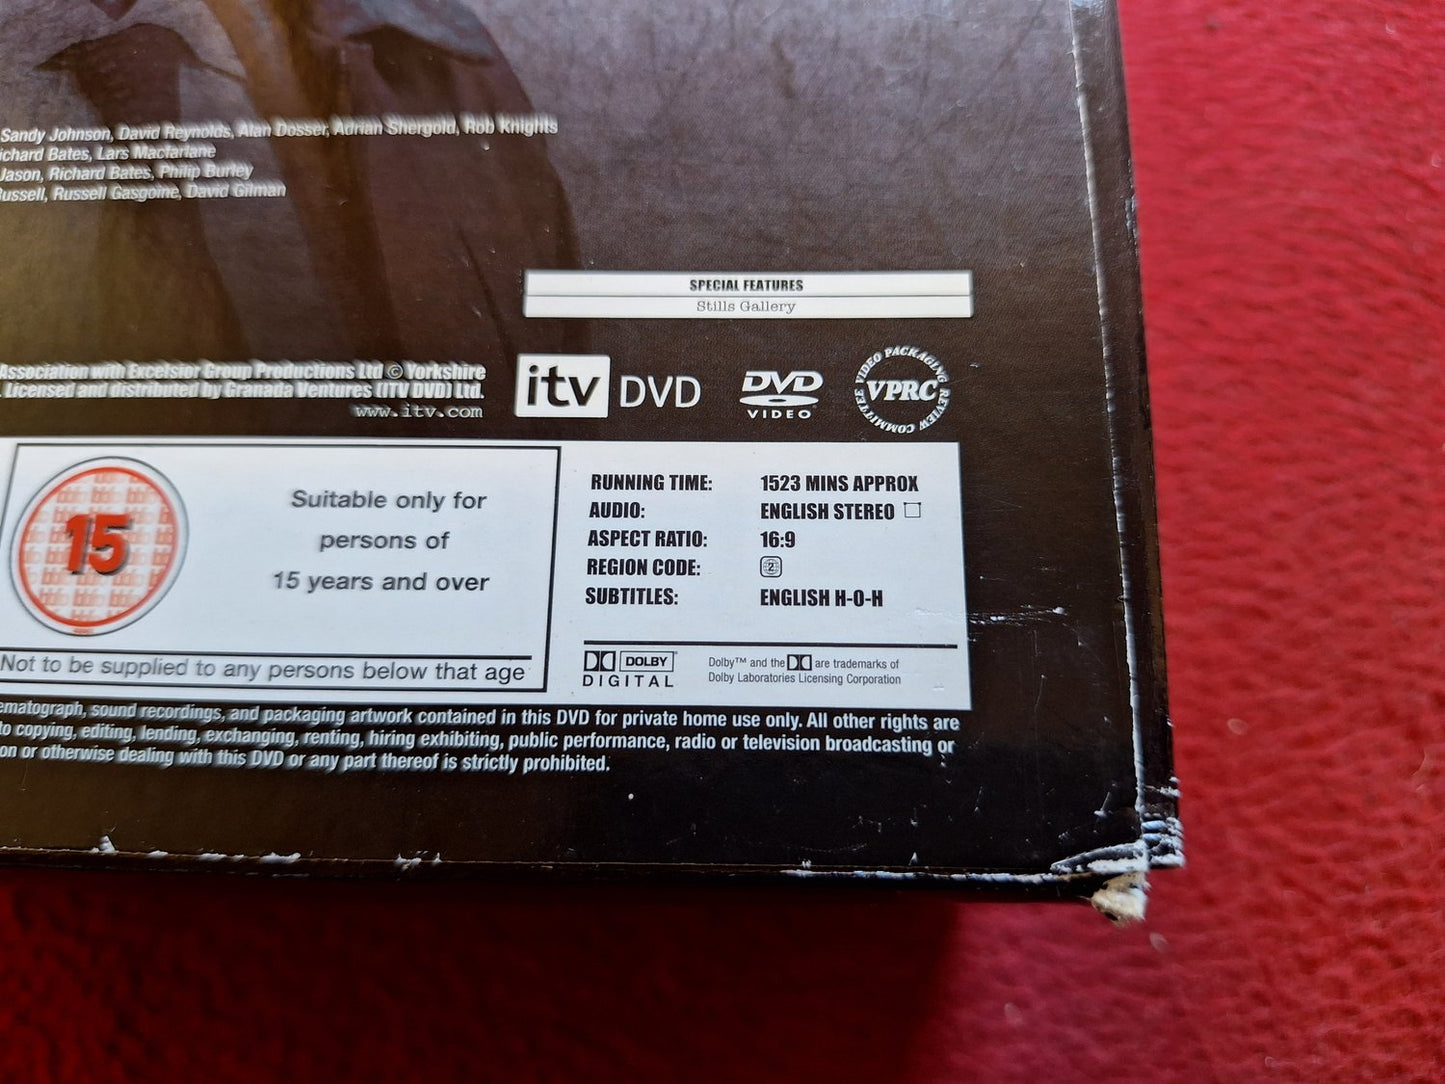 Sandy Johnson, David Reynolds, Alan Dosser, Adrian Shergold, Rob Knights
ichard Bates, Lars Macfarlane
Jason, Richard Bates, Philip Burley
Russell, Russell Gasgoine, David Gilman
SPECIAL FEATURES
Stills Gallery
Association with Excelsior Group Productions Ltd © Yorkshire
. Licensed and distributed by Granada Ventures (ITV DVD) Ltd.
www.itv.com
itv DVD
DVD
VIDEO
VIDEO PACKAGING REVIEW COMMITTEE
VPRC
15
Suitable only for
persons of
15 years and over
Not to be supplied to any persons below that age
RUNNING TIME: 1523 MINS APPROX
AUDIO: ENGLISH STEREO
ASPECT RATIO: 16:9
REGION CODE: 2
SUBTITLES: ENGLISH H-O-H
DOLBY
DIGITAL
Dolby™ and the are trademarks of
Dolby Laboratories Licensing Corporation
ematograph, sound recordings, and packaging artwork contained in this DVD for private home use only. All other rights are
to copying, editing, lending, exchanging, renting, hiring exhibiting, public performance, radio or television broadcasting or
on or otherwise dealing with this DVD or any part thereof is strictly prohibited.